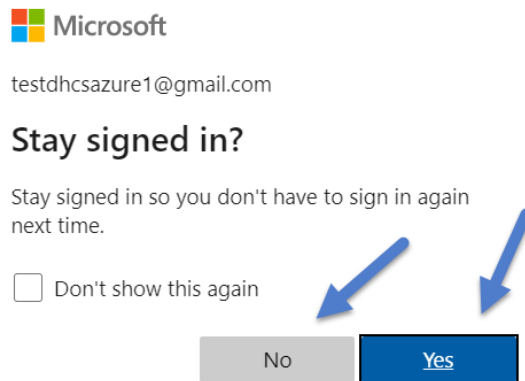 Microsoft
testdhcsazure1@gmail.com
Stay signed in?
Stay signed in so you don't have to sign in again
next time.
Don't show this again
No Yes